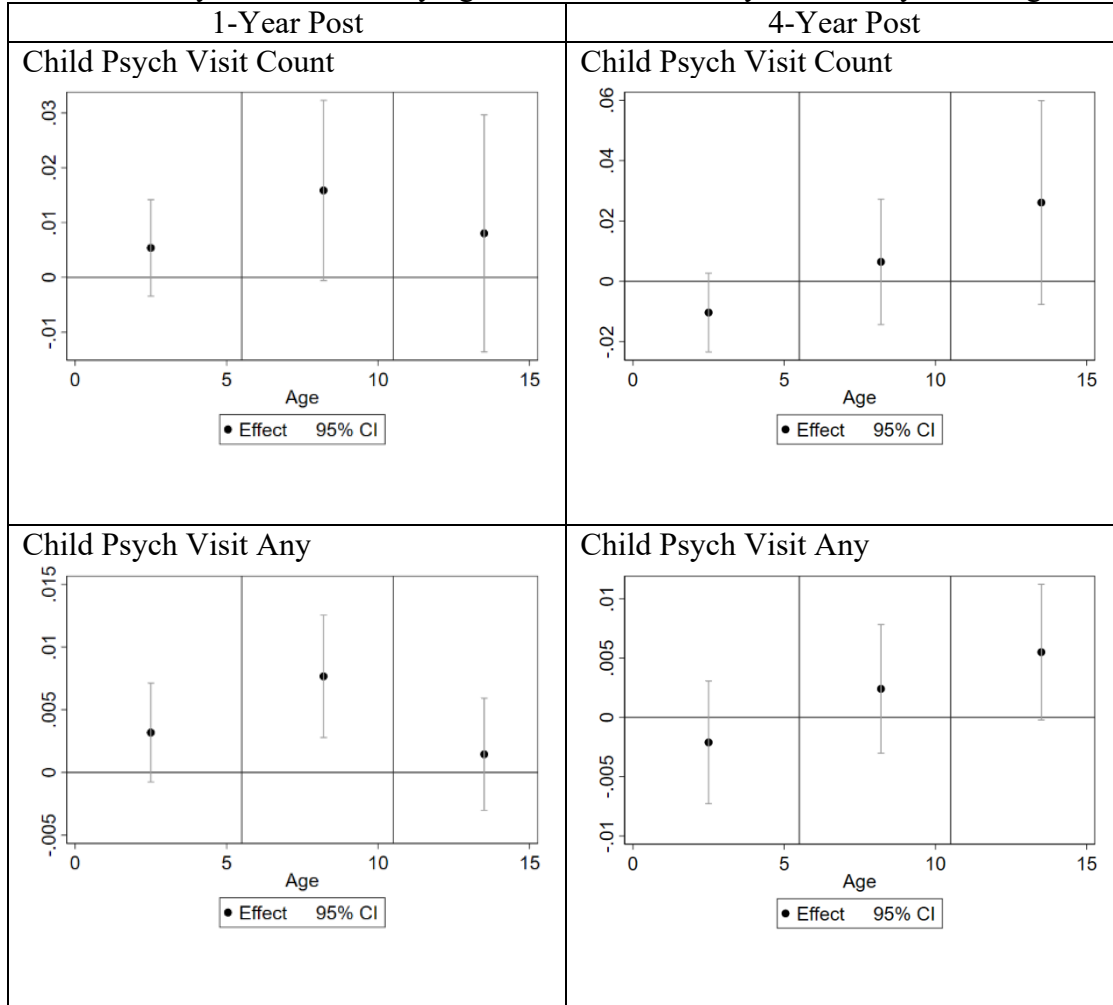 1-Year Post
4-Year Post
Child Psych Visit Count
.03
.02
.01
0
-.01
0 5 10 15
Age
Effect 95% CI
Child Psych Visit Count
.06
.04
.02
0
-.02
0 5 10 15
Age
Effect 95% CI
Child Psych Visit Any
.015
.01
.005
0
-.005
0 5 10 15
Age
Effect 95% CI
Child Psych Visit Any
.01
.005
0
-.005
-.01
0 5 10 15
Age
Effect 95% CI